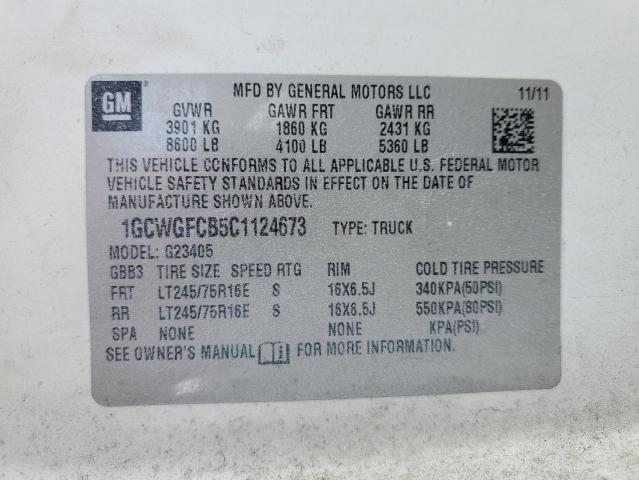 GM
MFD BY GENERAL MOTORS LLC 11/11
GVWR GAWR FRT GAWR RR
3901 KG 1860 KG 2431 KG
8600 LB 4100 LB 5360 LB
THIS VEHICLE CONFORMS TO ALL APPLICABLE U.S. FEDERAL MOTOR
VEHICLE SAFETY STANDARDS IN EFFECT ON THE DATE OF
MANUFACTURE SHOWN ABOVE.
1GCWGFCB5C1124673 TYPE: TRUCK
MODEL: G23405
GBB3 TIRE SIZE SPEED RTG RIM COLD TIRE PRESSURE
FRT LT245/75R16E S 16X6.5J 340KPA(50PSI)
RR LT245/75R16E S 16X6.5J 550KPA(80PSI)
SPA NONE NONE KPA(PSI)
SEE OWNER'S MANUAL FOR MORE INFORMATION.